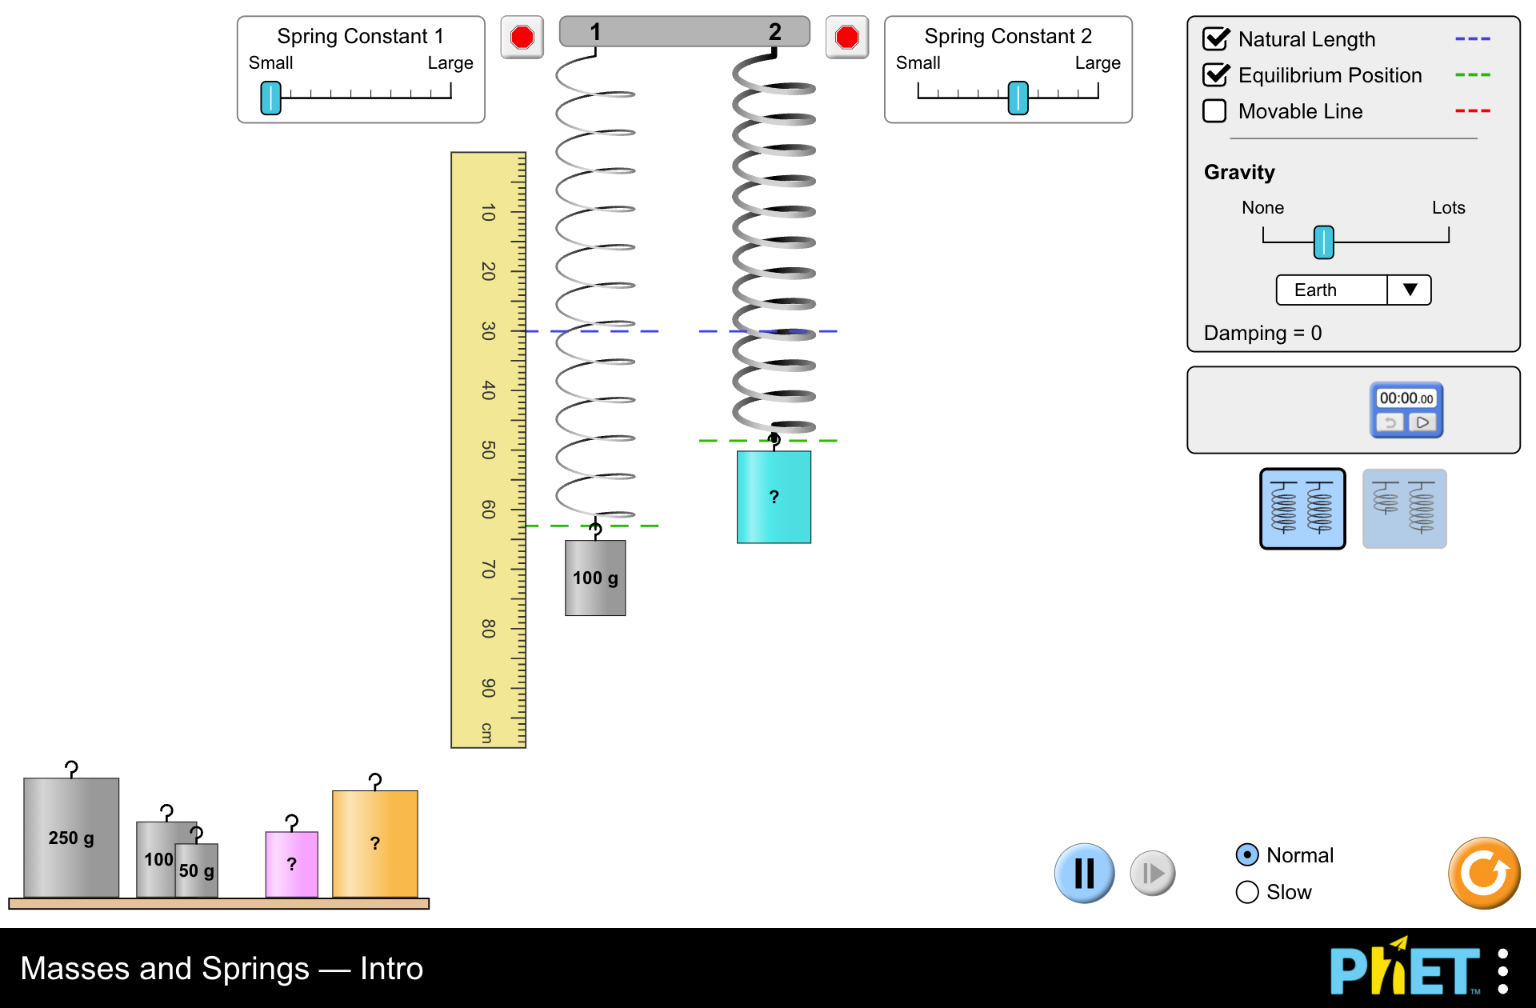 Spring Constant 1
Small Large
1 2
Spring Constant 2
Small Large
Natural Length
Equilibrium Position
Movable Line
Gravity
None Lots
Earth
Damping = 0
00:00.00
10
20
30
40
50
60
70
80
90
cm
100 g
?
250 g
100
50 g
?
?
Normal
Slow
Masses and Springs — Intro
PhET™